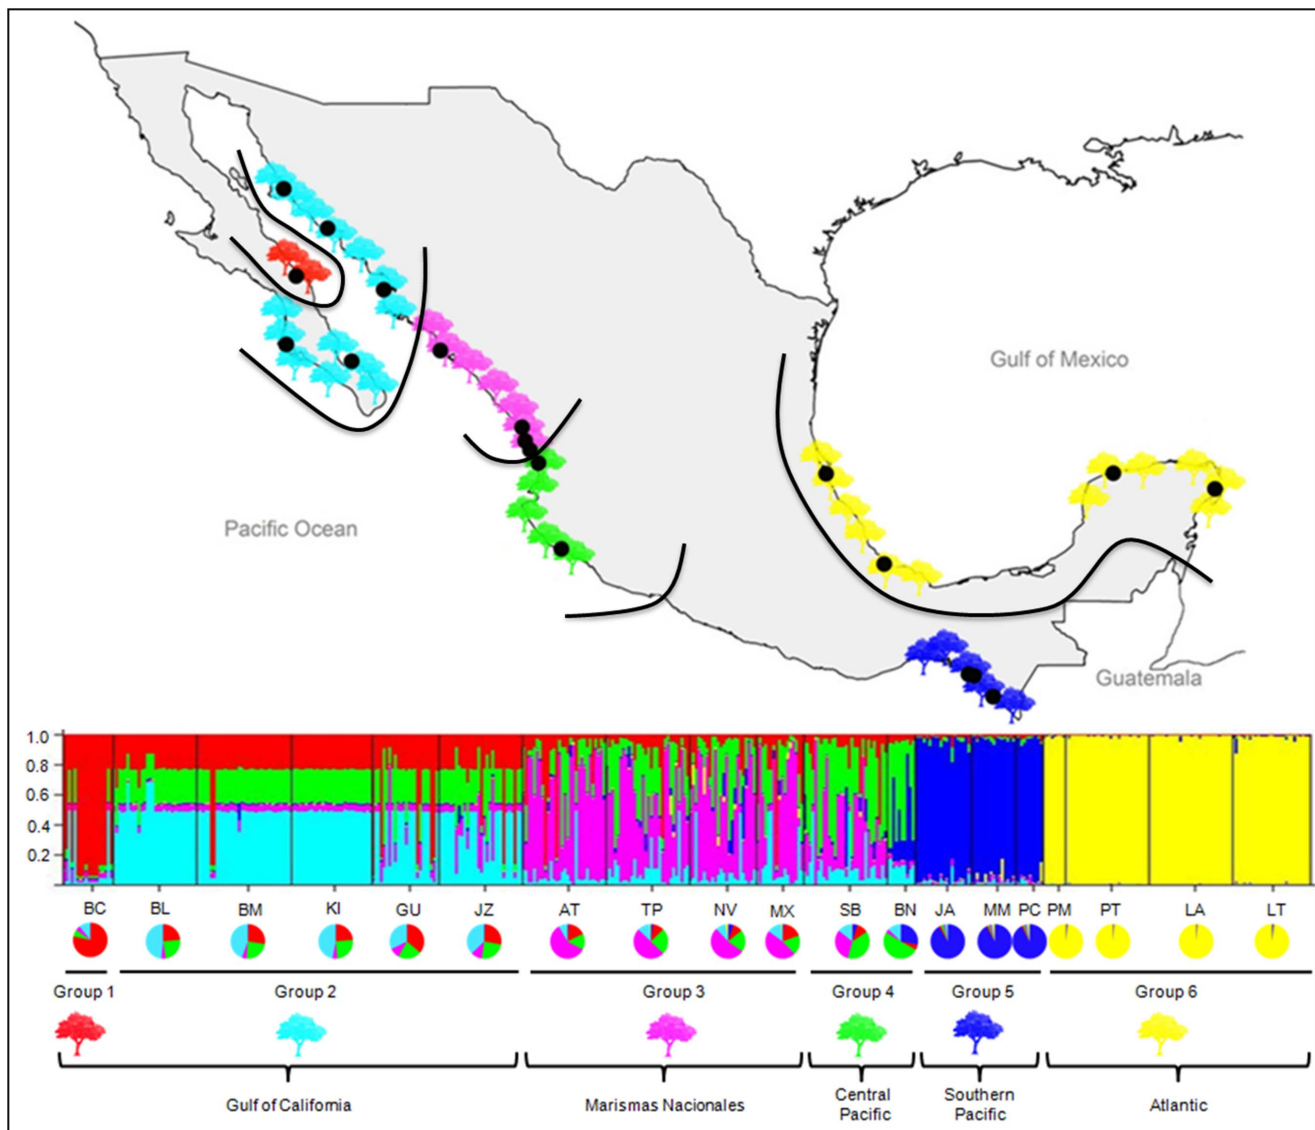 Gulf of Mexico
Pacific Ocean
Guatemala
1.0
0.8
0.6
0.4
0.2
BC BL BM KI GU JZ AT TP NV MX SB BN JA MM PC PM PT LA LT
Group 1 Group 2 Group 3 Group 4 Group 5 Group 6
Gulf of California Marismas Nacionales Central Pacific Southern Pacific Atlantic